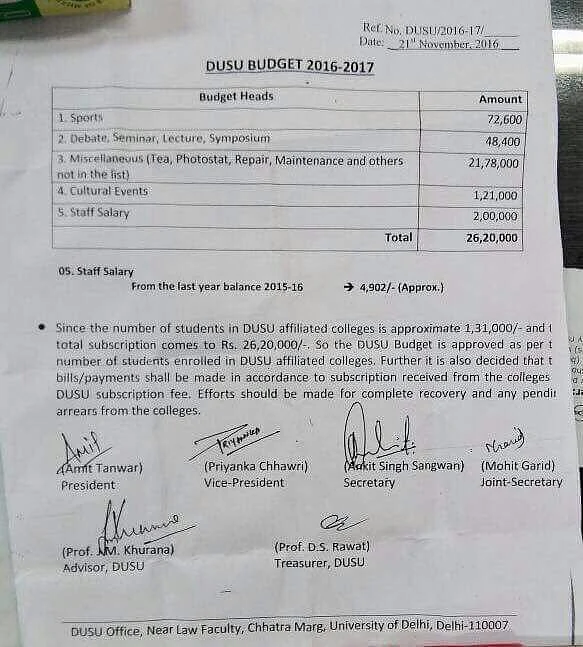 Ref. No. DUSU/2016-17/
Date: 21st November, 2016
DUSU BUDGET 2016-2017
Budget Heads Amount
1. Sports 72,600
2. Debate, Seminar, Lecture, Symposium 48,400
3. Miscellaneous (Tea, Photostat, Repair, Maintenance and others 21,78,000
not in the list)
4. Cultural Events 1,21,000
5. Staff Salary 2,00,000
Total 26,20,000
05. Staff Salary
From the last year balance 2015-16 → 4,902/- (Approx.)
• Since the number of students in DUSU affiliated colleges is approximate 1,31,000/- and t
total subscription comes to Rs. 26,20,000/-. So the DUSU Budget is approved as per t
number of students enrolled in DUSU affiliated colleges. Further it is also decided that t
bills/payments shall be made in accordance to subscription received from the colleges
DUSU subscription fee. Efforts should be made for complete recovery and any pendin
arrears from the colleges.
Amit PRIYANKA Ankit Mohit
(Amit Tanwar) (Priyanka Chhawri) (Ankit Singh Sangwan) (Mohit Garid)
President Vice-President Secretary Joint-Secretary
Khurana
(Prof. J.M. Khurana) (Prof. D.S. Rawat)
Advisor, DUSU Treasurer, DUSU
DUSU Office, Near Law Faculty, Chhatra Marg, University of Delhi, Delhi-110007